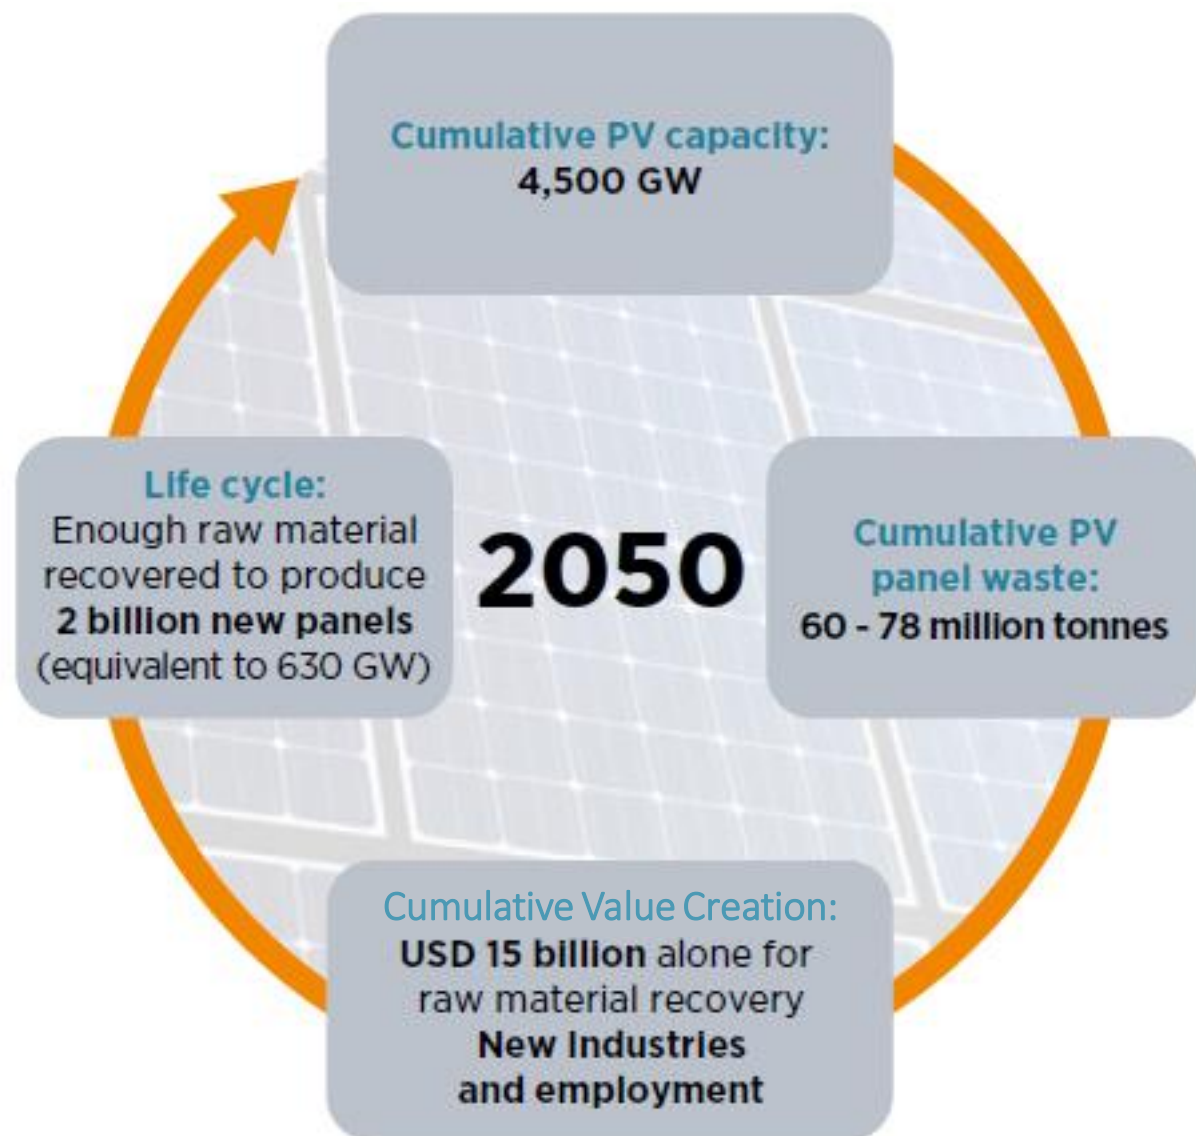 Cumulative PV capacity:
4,500 GW
Life cycle:
Enough raw material
recovered to produce
2 billion new panels
(equivalent to 630 GW)
2050
Cumulative PV
panel waste:
60 - 78 million tonnes
Cumulative Value Creation:
USD 15 billion alone for
raw material recovery
New Industries
and employment